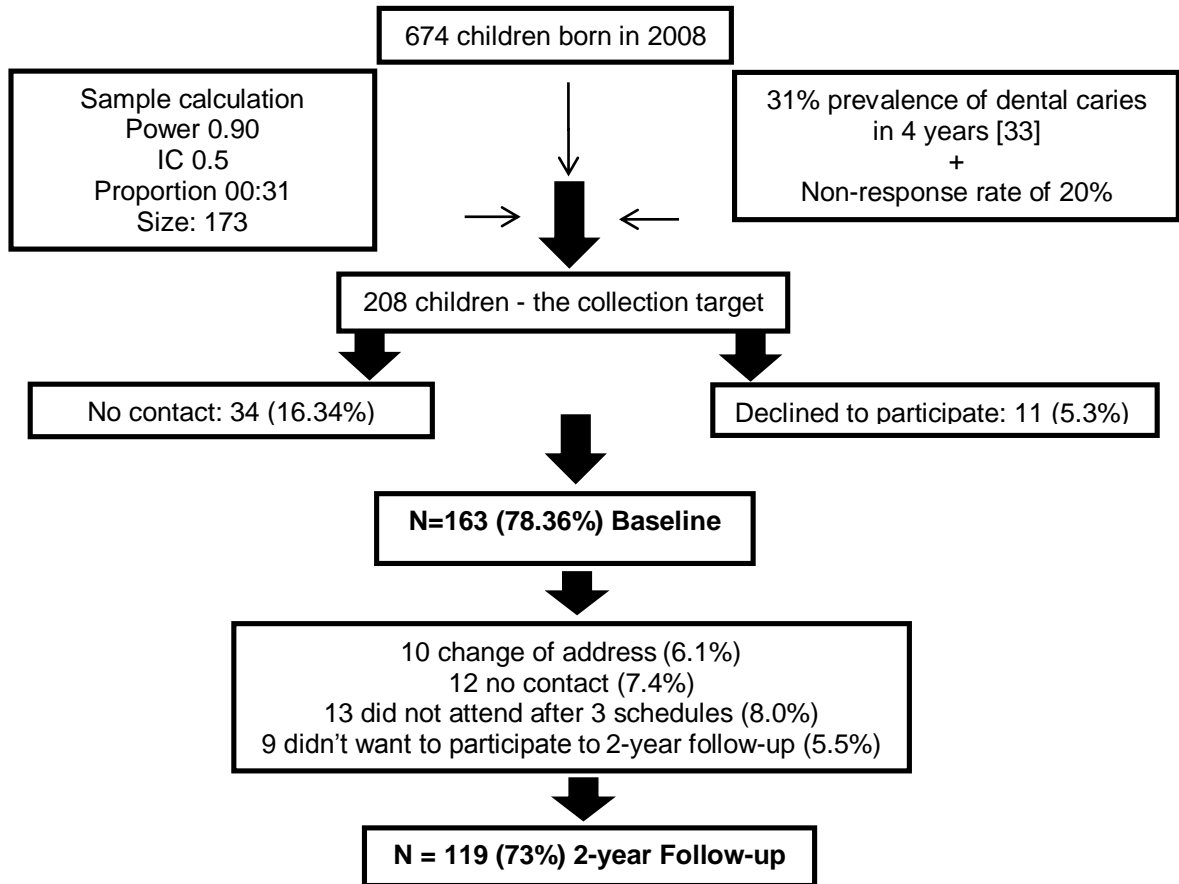 674 children born in 2008
Sample calculation
Power 0.90
IC 0.5
Proportion 00:31
Size: 173
31% prevalence of dental caries
in 4 years [33]
+
Non-response rate of 20%
208 children - the collection target
No contact: 34 (16.34%)
Declined to participate: 11 (5.3%)
N=163 (78.36%) Baseline
10 change of address (6.1%)
12 no contact (7.4%)
13 did not attend after 3 schedules (8.0%)
9 didn't want to participate to 2-year follow-up (5.5%)
N = 119 (73%) 2-year Follow-up